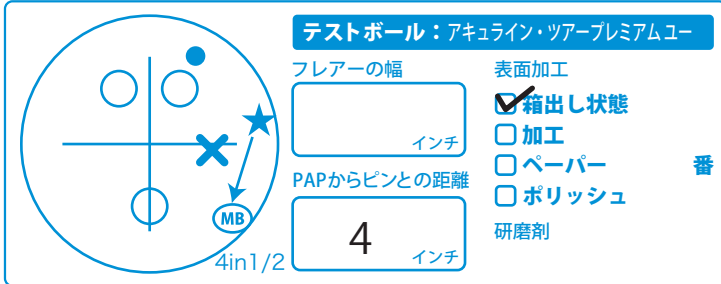 テストボール：アキュライン・ツアープレミアムユー
フレアーの幅
インチ
PAPからピンとの距離
4
インチ
表面加工
箱出し状態
加工
ペーパー 番
ポリッシュ
研磨剤
MB
4in1/2